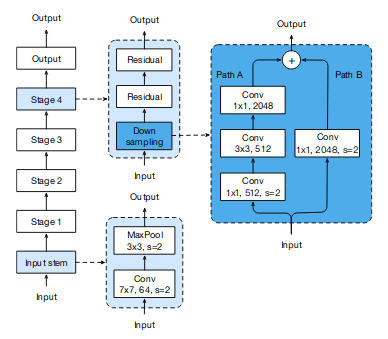 Output
Output
Stage 4
Stage 3
Stage 2
Stage 1
Input stem
Input
Output
Residual
Residual
Down
sampling
Input
Output
MaxPool
3x3, s=2
Conv
7x7, 64, s=2
Input
Output
Path A
Path B
Conv
1x1, 2048
Conv
3x3, 512
Conv
1x1, 512, s=2
Conv
1x1, 2048, s=2
+
Input